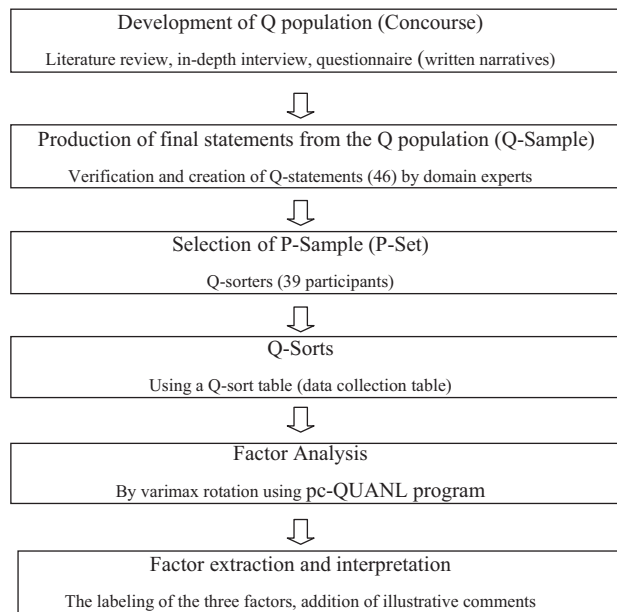 Development of Q population (Concourse)
Literature review, in-depth interview, questionnaire (written narratives)
Production of final statements from the Q population (Q-Sample)
Verification and creation of Q-statements (46) by domain experts
Selection of P-Sample (P-Set)
Q-sorters (39 participants)
Q-Sorts
Using a Q-sort table (data collection table)
Factor Analysis
By varimax rotation using pc-QUANL program
Factor extraction and interpretation
The labeling of the three factors, addition of illustrative comments